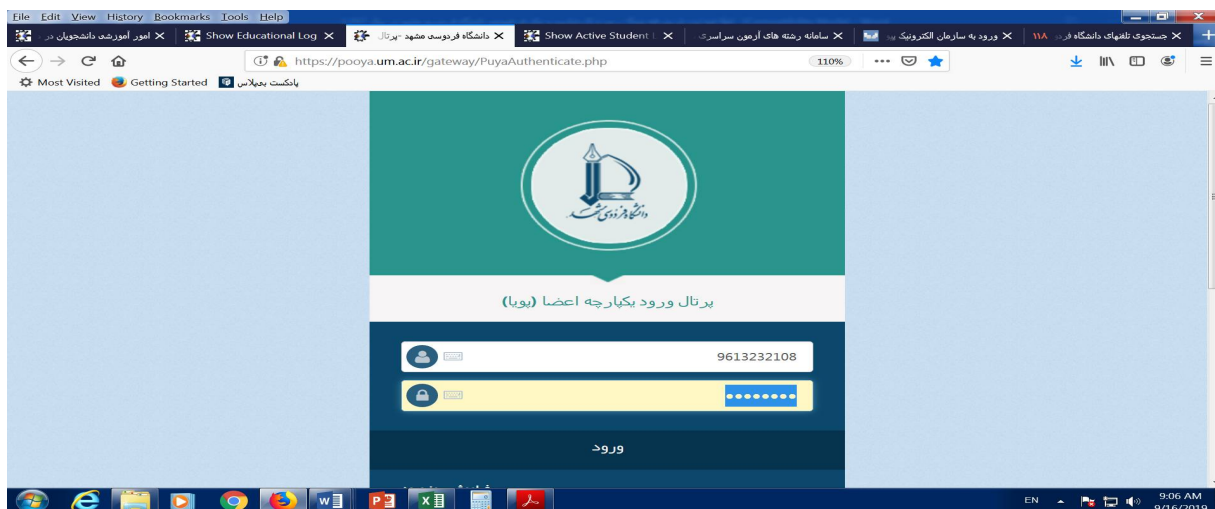 File Edit View History Bookmarks Tools Help
امور آموزشی دانشجویان در Show Educational Log دانشگاه فردوسی مشهد -پرتال Show Active Student سامانه رشته های آزمون سراسری ورود به سازمان الکترونیک جستجوی تلفنهای دانشگاه
https://pooya.um.ac.ir/gateway/PuyaAuthenticate.php 110%
Most Visited Getting Started
دانشگاه فردوسی مشهد
پرتال ورود یکپارچه اعضا (پویا)
9613232108
ورود
EN 9:06 AM
9/16/2019